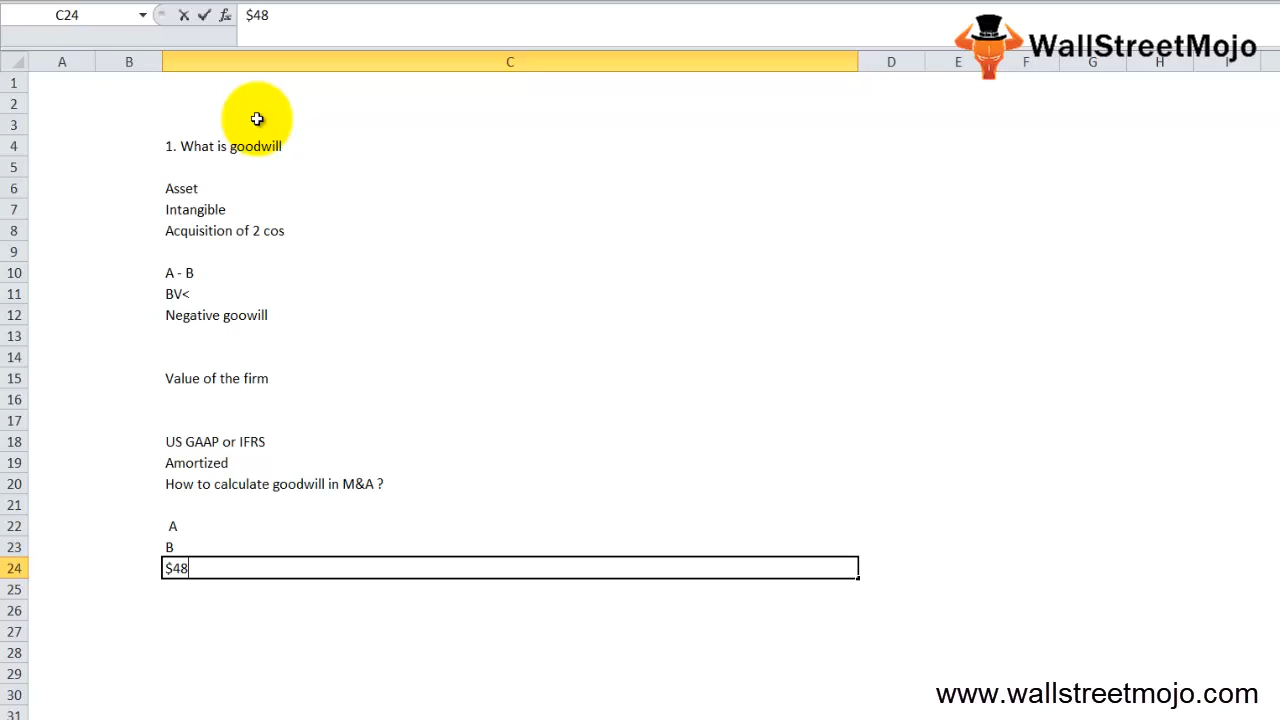 C24
fx
$48
WallStreetMojo
A B C D E F G H I
1
2
3
4 1. What is goodwill
5
6 Asset
7 Intangible
8 Acquisition of 2 cos
9
10 A - B
11 BV<
12 Negative goowill
13
14
15 Value of the firm
16
17
18 US GAAP or IFRS
19 Amortized
20 How to calculate goodwill in M&A ?
21
22 A
23 B
24 $48
25
26
27
28
29
30
31
www.wallstreetmojo.com